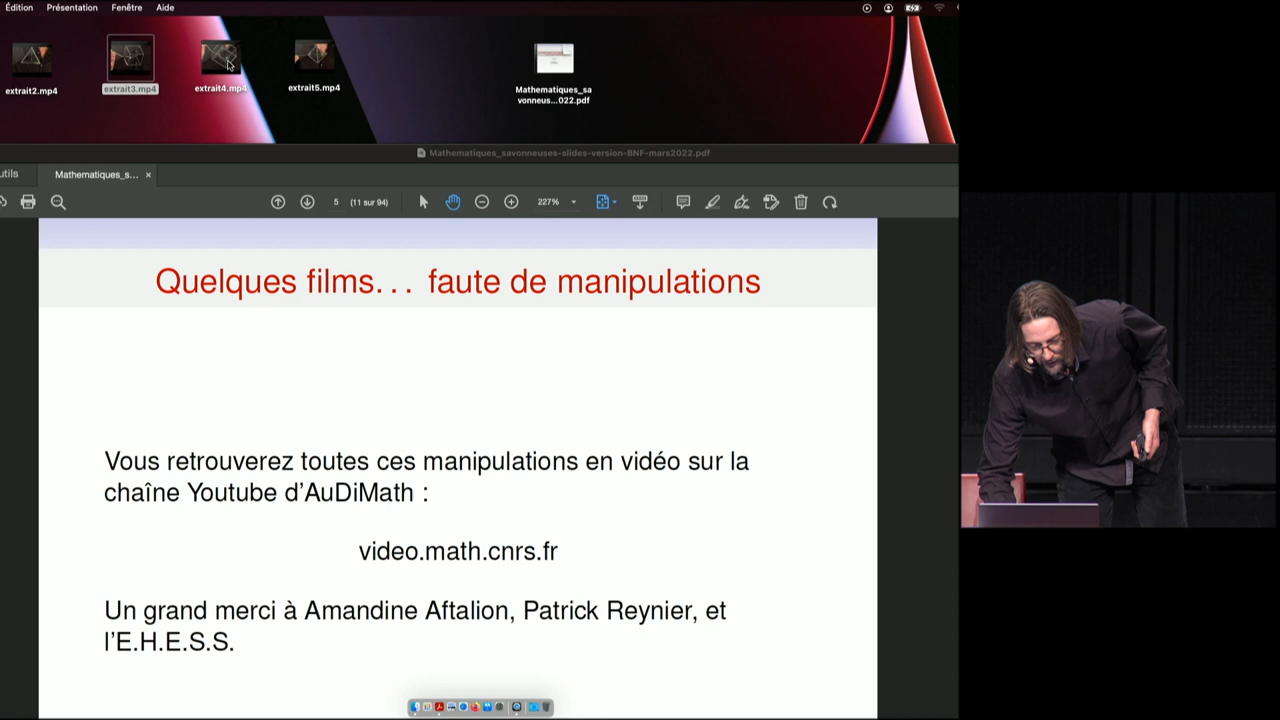 Édition Présentation Fenêtre Aide
extrait2.mp4 extrait3.mp4 extrait4.mp4 extrait5.mp4
Mathematiques_sa
vonneus...022.pdf
Mathematiques_savonneuses-slides-version-BNF-mars2022.pdf
utils Mathematiques_s... ×
5 (11 sur 94) 227%
Quelques films... faute de manipulations
Vous retrouverez toutes ces manipulations en vidéo sur la
chaîne Youtube d'AuDiMath :
video.math.cnrs.fr
Un grand merci à Amandine Aftalion, Patrick Reynier, et
l'E.H.E.S.S.